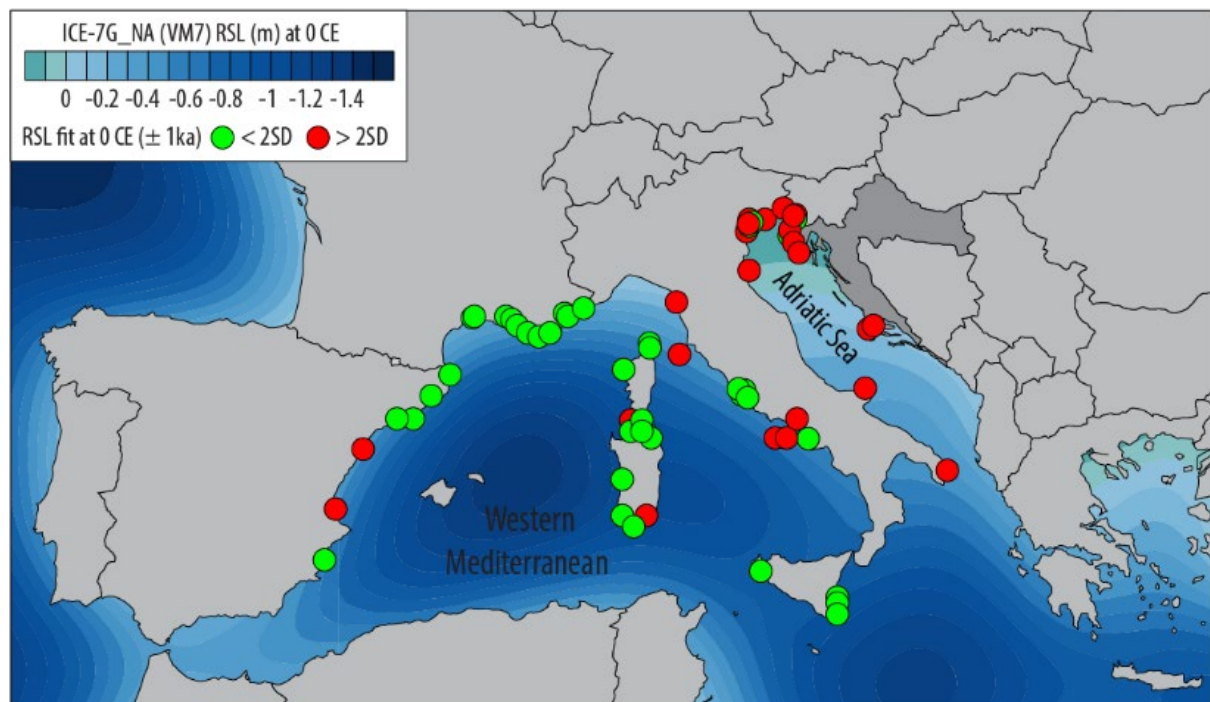 ICE-7G_NA (VM7) RSL (m) at 0 CE
0 -0.2 -0.4 -0.6 -0.8 -1 -1.2 -1.4
RSL fit at 0 CE (± 1ka) < 2SD > 2SD
Adriatic Sea
Western
Mediterranean